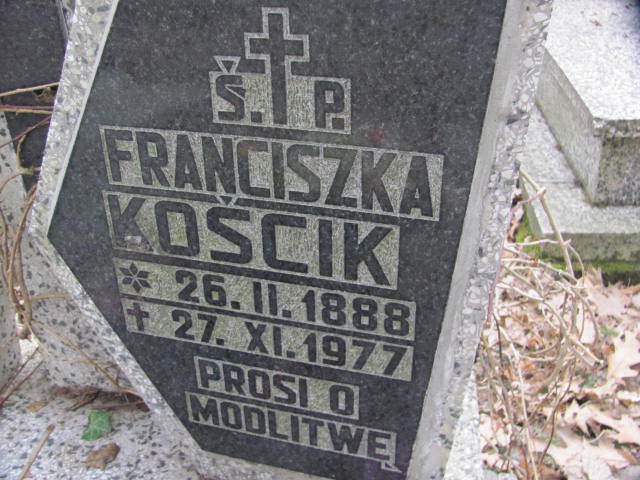 Ś. P.
FRANCISZKA
KOŚCIK
* 26. II. 1888
† 27. XI. 1977
PROSI O
MODLITWĘ